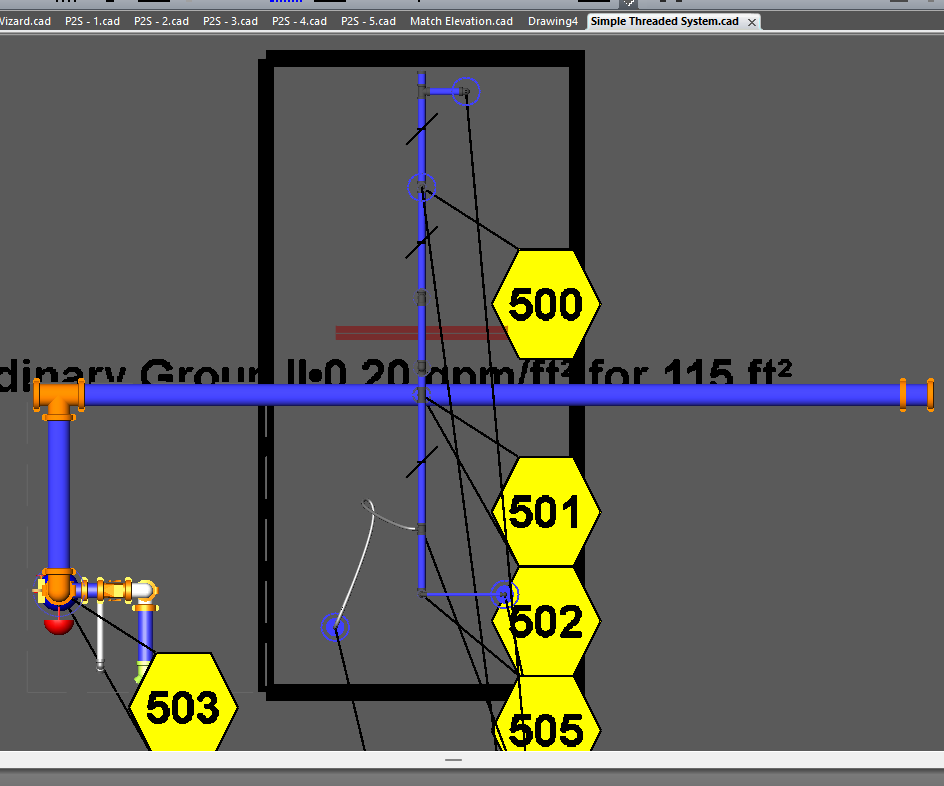 Wizard.cad P2S - 1.cad P2S - 2.cad P2S - 3.cad P2S - 4.cad P2S - 5.cad Match Elevation.cad Drawing4 Simple Threaded System.cad
500
dinary Group II•0.20 gpm/ft² for 115 ft²
501
502
503
505